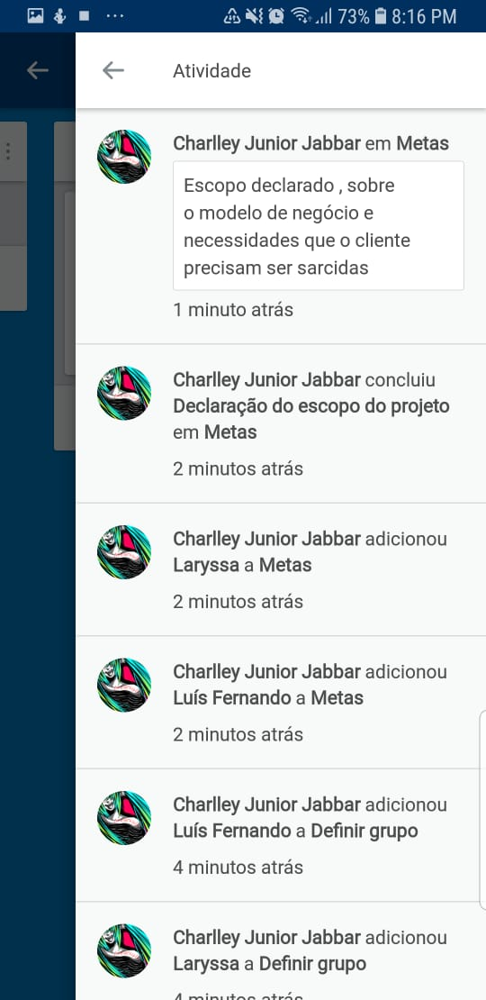 73% 8:16 PM
Atividade
Charlley Junior Jabbar em Metas
Escopo declarado , sobre
o modelo de negócio e
necessidades que o cliente
precisam ser sarcidas
1 minuto atrás
Charlley Junior Jabbar concluiu
Declaração do escopo do projeto
em Metas
2 minutos atrás
Charlley Junior Jabbar adicionou
Laryssa a Metas
2 minutos atrás
Charlley Junior Jabbar adicionou
Luís Fernando a Metas
2 minutos atrás
Charlley Junior Jabbar adicionou
Luís Fernando a Definir grupo
4 minutos atrás
Charlley Junior Jabbar adicionou
Laryssa a Definir grupo
4 minutos atrás